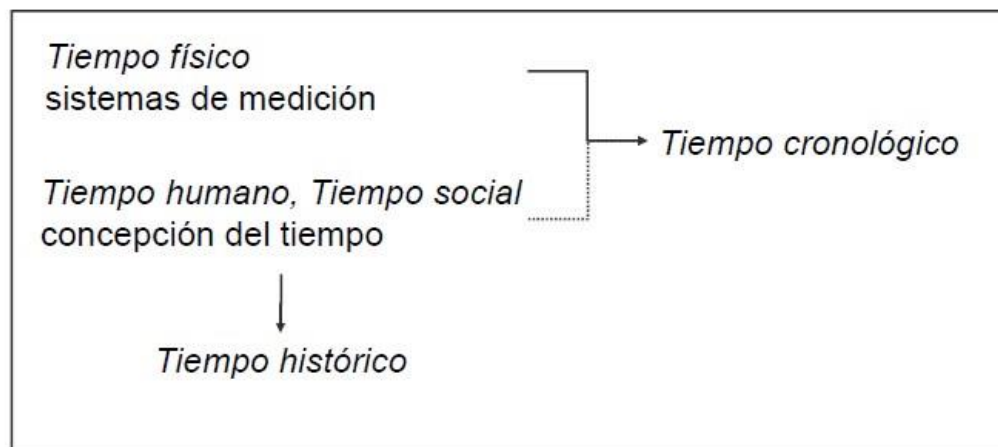 Tiempo físico
sistemas de medición
Tiempo cronológico
Tiempo humano, Tiempo social
concepción del tiempo
Tiempo histórico